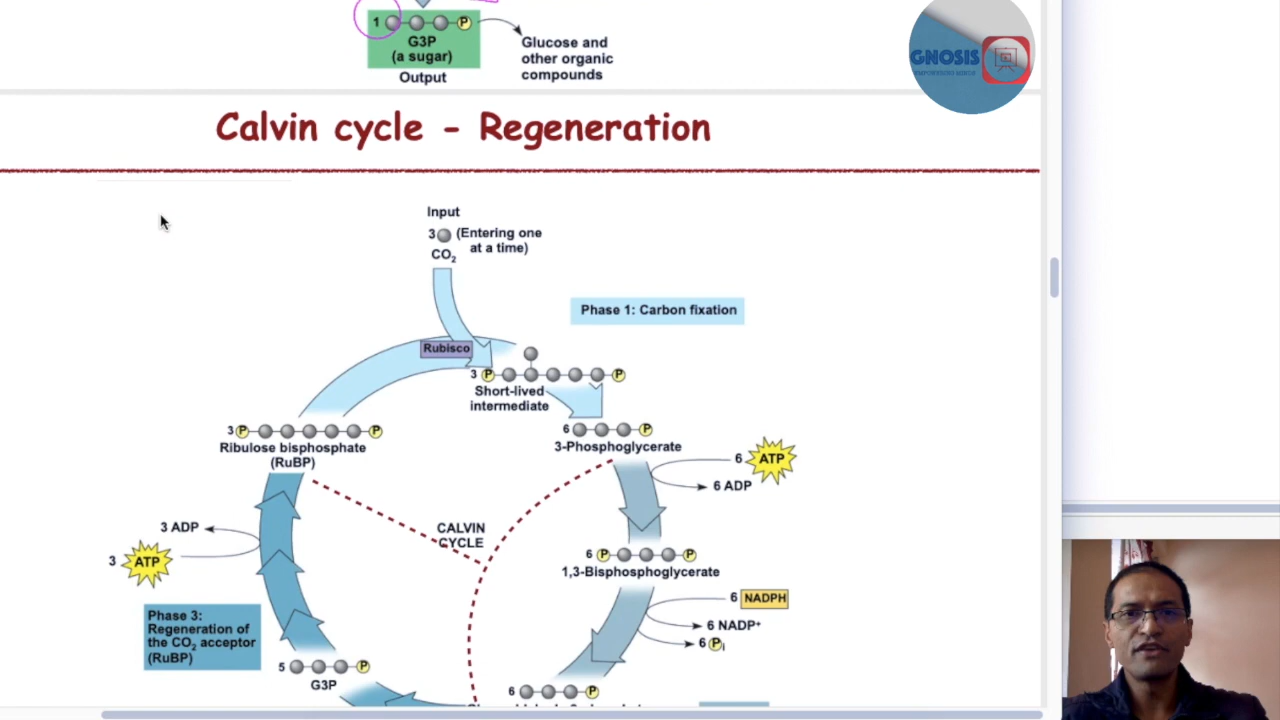 1
P
G3P
(a sugar)
Output
Glucose and
other organic
compounds
GNOSIS
Calvin cycle - Regeneration
Input
3
(Entering one
at a time)
CO2
Phase 1: Carbon fixation
Rubisco
3 P P
Short-lived
intermediate
3 P P
Ribulose bisphosphate
(RuBP)
6 P
3-Phosphoglycerate
6 ATP
6 ADP
CALVIN
CYCLE
3 ADP
3 ATP
6 P P
1,3-Bisphosphoglycerate
6 NADPH
6 NADP+
6 Pi
Phase 3:
Regeneration of
the CO2 acceptor
(RuBP)
5 P
G3P
6 P